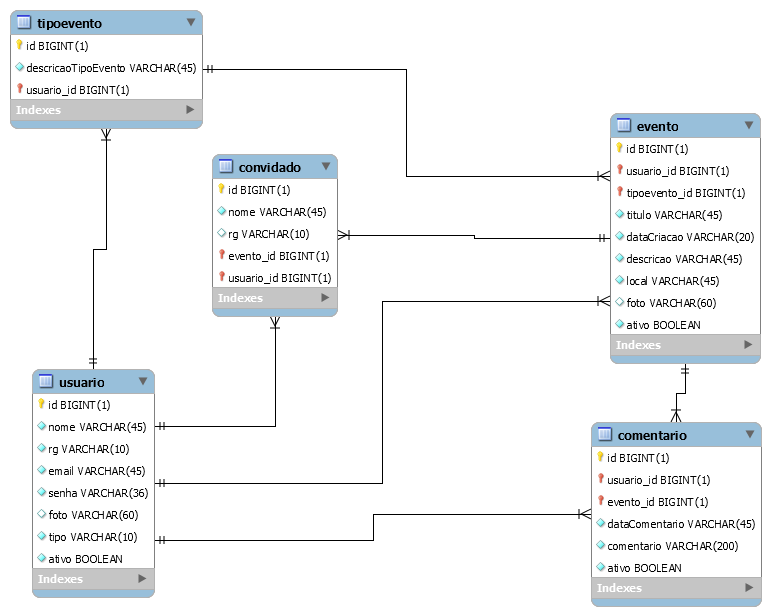 tipoevento
id BIGINT(1)
descricaoTipoEvento VARCHAR(45)
usuario_id BIGINT(1)
Indexes
convidado
id BIGINT(1)
nome VARCHAR(45)
rg VARCHAR(10)
evento_id BIGINT(1)
usuario_id BIGINT(1)
Indexes
evento
id BIGINT(1)
usuario_id BIGINT(1)
tipoevento_id BIGINT(1)
titulo VARCHAR(45)
dataCriacao VARCHAR(20)
descricao VARCHAR(45)
local VARCHAR(45)
foto VARCHAR(60)
ativo BOOLEAN
Indexes
usuario
id BIGINT(1)
nome VARCHAR(45)
rg VARCHAR(10)
email VARCHAR(45)
senha VARCHAR(36)
foto VARCHAR(60)
tipo VARCHAR(10)
ativo BOOLEAN
Indexes
comentario
id BIGINT(1)
usuario_id BIGINT(1)
evento_id BIGINT(1)
dataComentario VARCHAR(45)
comentario VARCHAR(200)
ativo BOOLEAN
Indexes